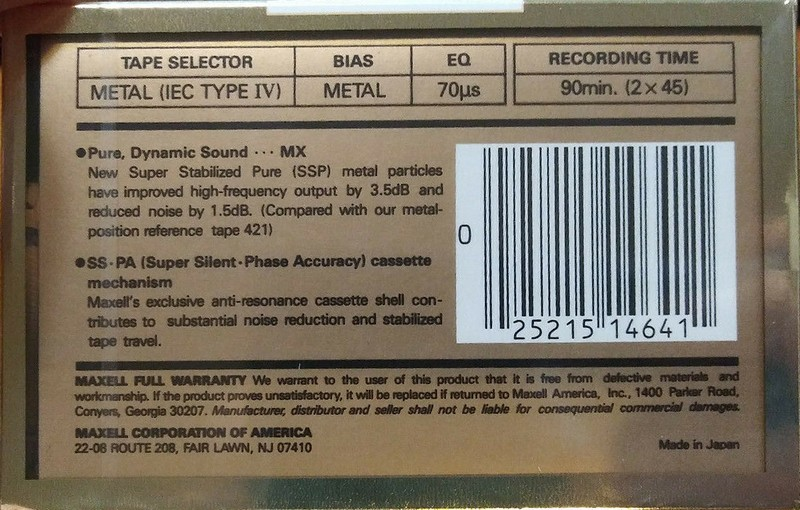 TAPE SELECTOR BIAS EQ RECORDING TIME
METAL (IEC TYPE IV) METAL 70µs 90min. (2×45)
●Pure, Dynamic Sound ··· MX
New Super Stabilized Pure (SSP) metal particles
have improved high-frequency output by 3.5dB and
reduced noise by 1.5dB. (Compared with our metal-
position reference tape 421)
●SS·PA (Super Silent·Phase Accuracy) cassette
mechanism
Maxell's exclusive anti-resonance cassette shell con-
tributes to substantial noise reduction and stabilized
tape travel.
0 25215 14641
MAXELL FULL WARRANTY We warrant to the user of this product that it is free from defective materials and
workmanship. If the product proves unsatisfactory, it will be replaced if returned to Maxell America, Inc., 1400 Parker Road,
Conyers, Georgia 30207. Manufacturer, distributor and seller shall not be liable for consequential commercial damages.
MAXELL CORPORATION OF AMERICA
22-08 ROUTE 208, FAIR LAWN, NJ 07410 Made in Japan